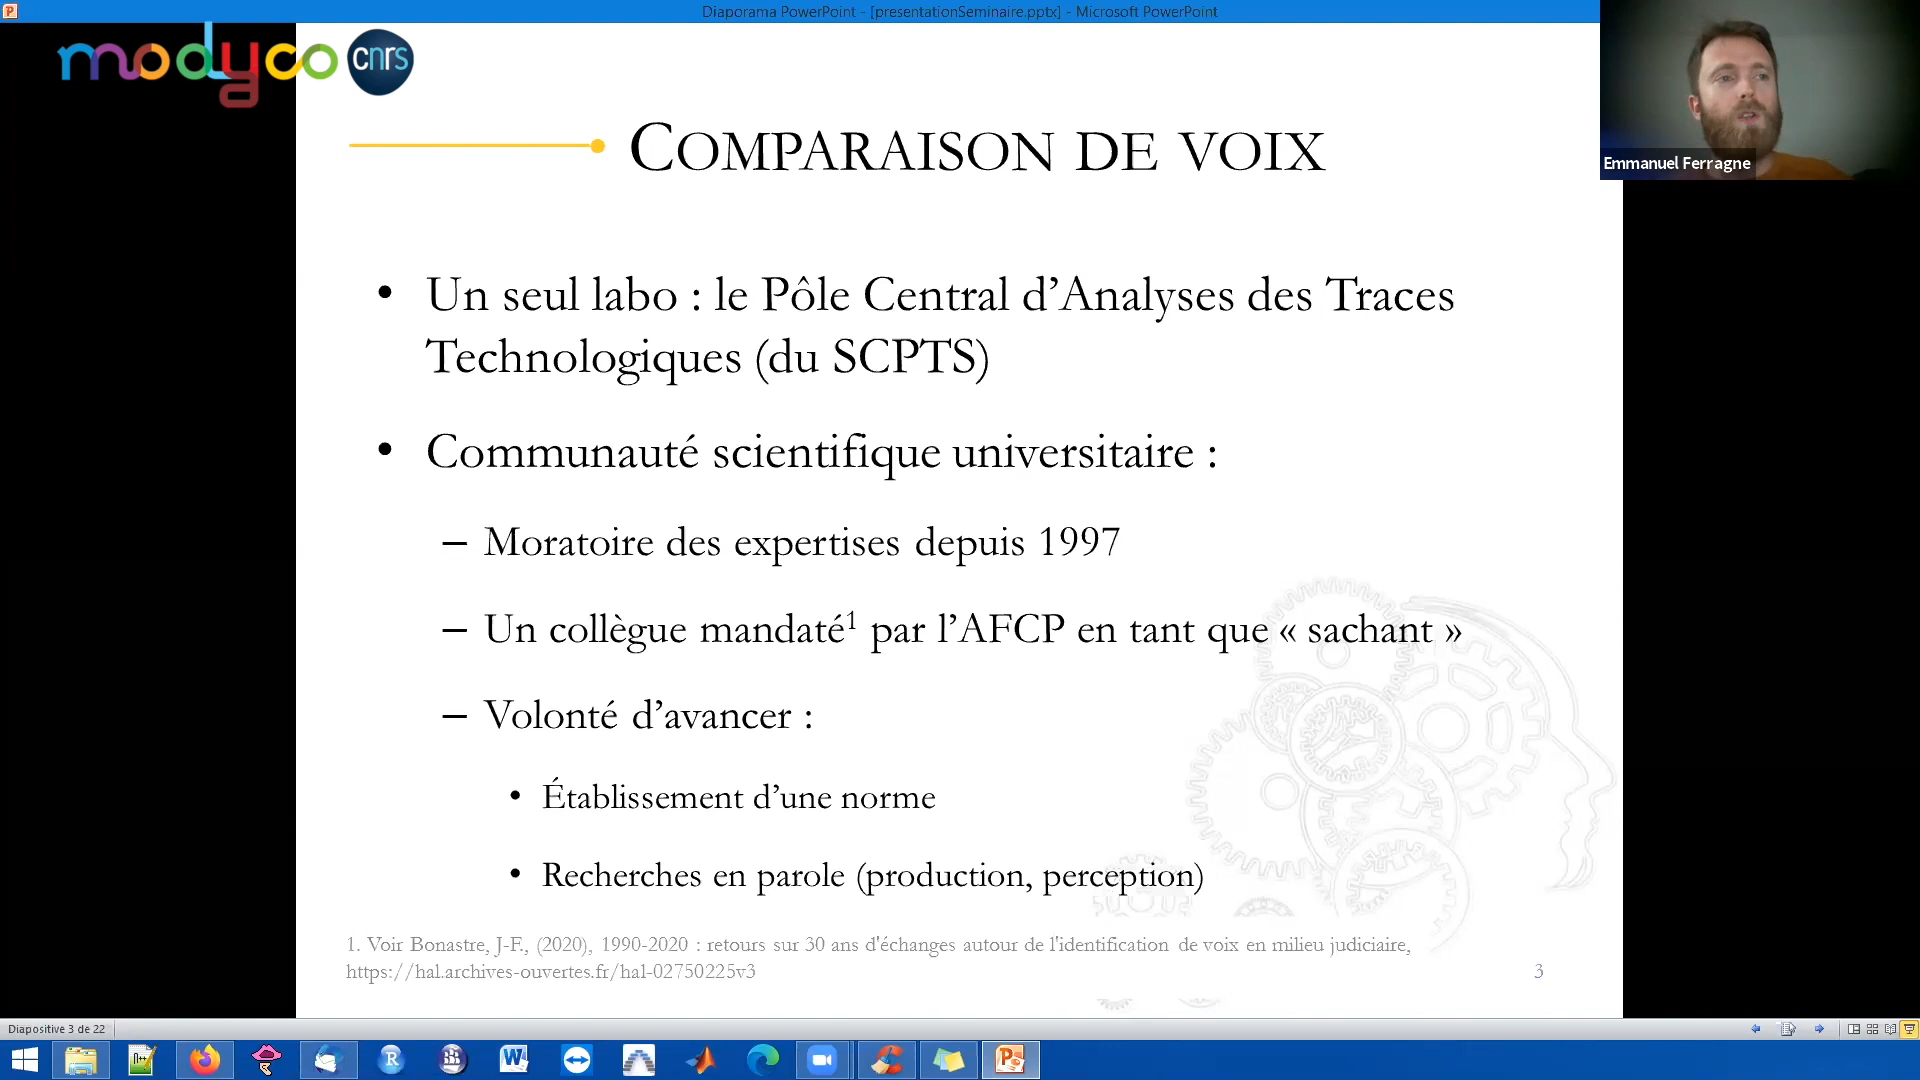 Diaporama PowerPoint - [presentationSeminaire.pptx] - Microsoft PowerPoint
modyco cnrs
Emmanuel Ferragne
COMPARAISON DE VOIX
• Un seul labo : le Pôle Central d’Analyses des Traces
Technologiques (du SCPTS)
• Communauté scientifique universitaire :
– Moratoire des expertises depuis 1997
– Un collègue mandaté¹ par l’AFCP en tant que « sachant »
– Volonté d’avancer :
• Établissement d’une norme
• Recherches en parole (production, perception)
1. Voir Bonastre, J-F., (2020), 1990-2020 : retours sur 30 ans d'échanges autour de l'identification de voix en milieu judiciaire,
https://hal.archives-ouvertes.fr/hal-02750225v3
3
Diapositive 3 de 22